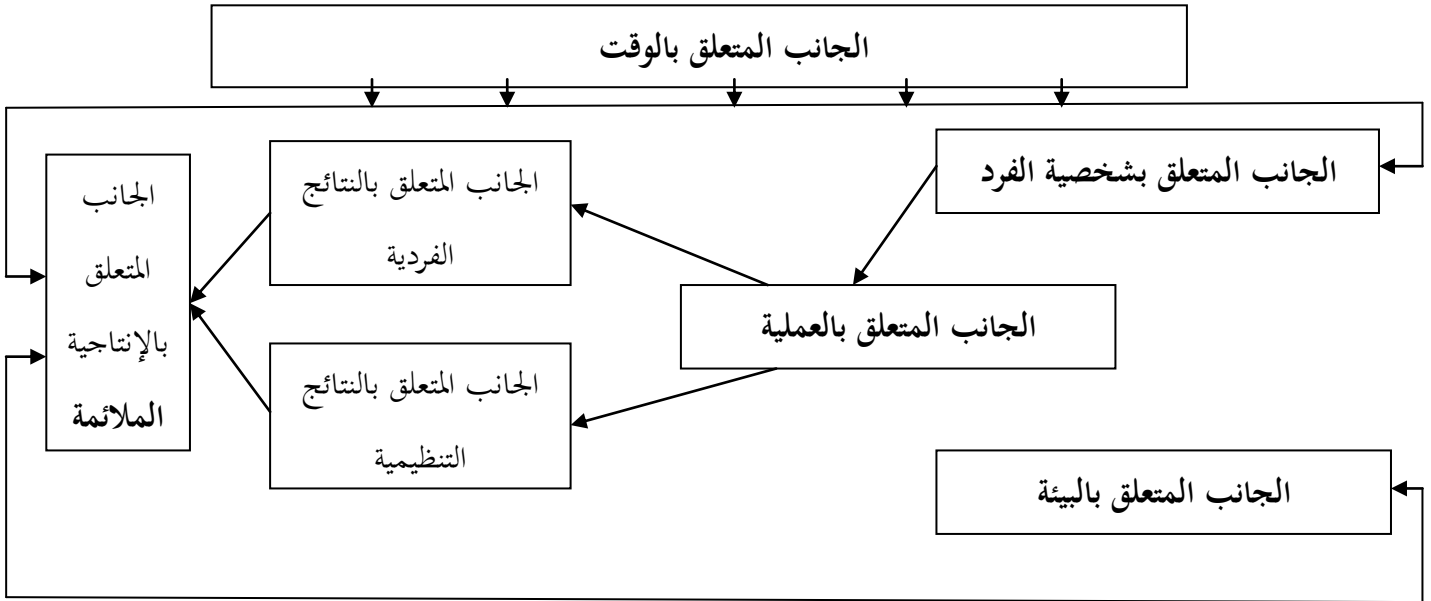 الجانب المتعلق بالوقت
الجانب المتعلق بشخصية الفرد
الجانب المتعلق بالنتائج
الفردية
الجانب
المتعلق
بالإنتاجية
الملائمة
الجانب المتعلق بالعملية
الجانب المتعلق بالنتائج
التنظيمية
الجانب المتعلق بالبيئة